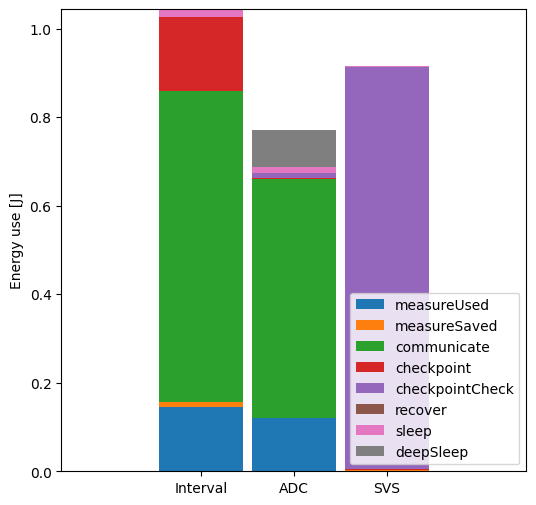 1.0
0.8
0.6
0.4
0.2
0.0
Energy use [J]
measureUsed
measureSaved
communicate
checkpoint
checkpointCheck
recover
sleep
deepSleep
Interval
ADC
SVS